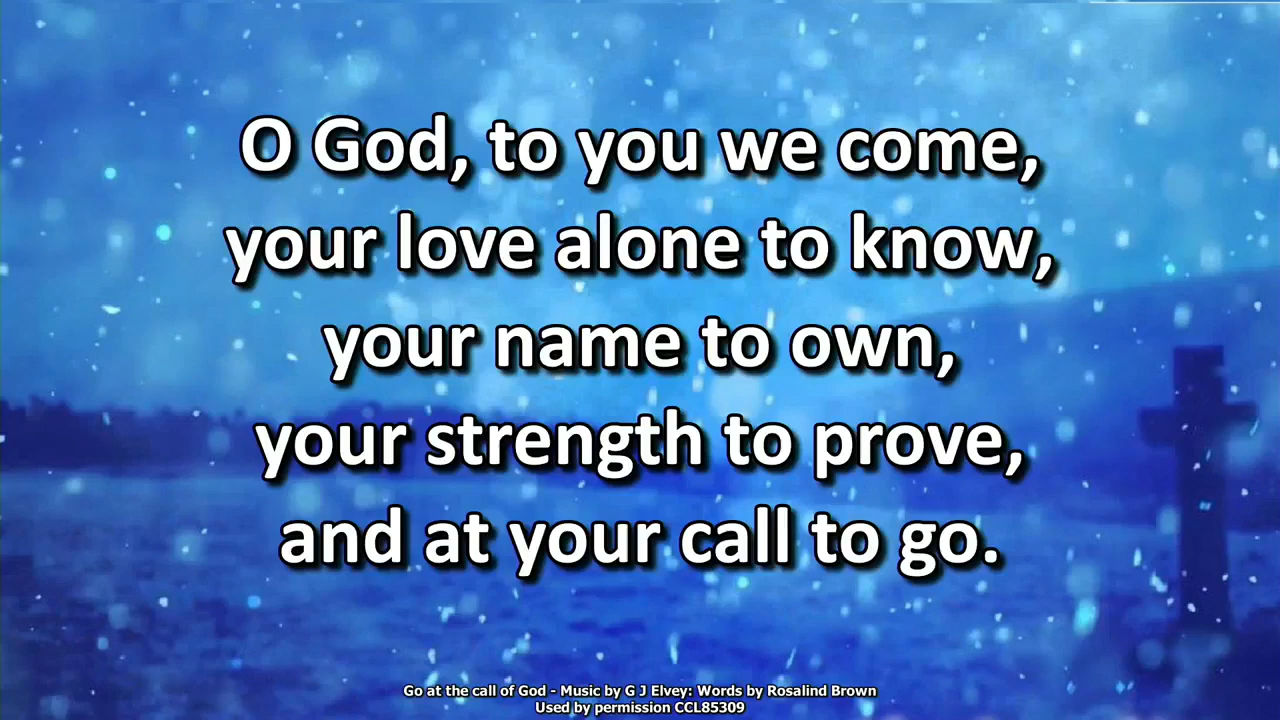 O God, to you we come,
your love alone to know,
your name to own,
your strength to prove,
and at your call to go.
Go at the call of God - Music by G J Elvey: Words by Rosalind Brown
Used by permission CCL85309